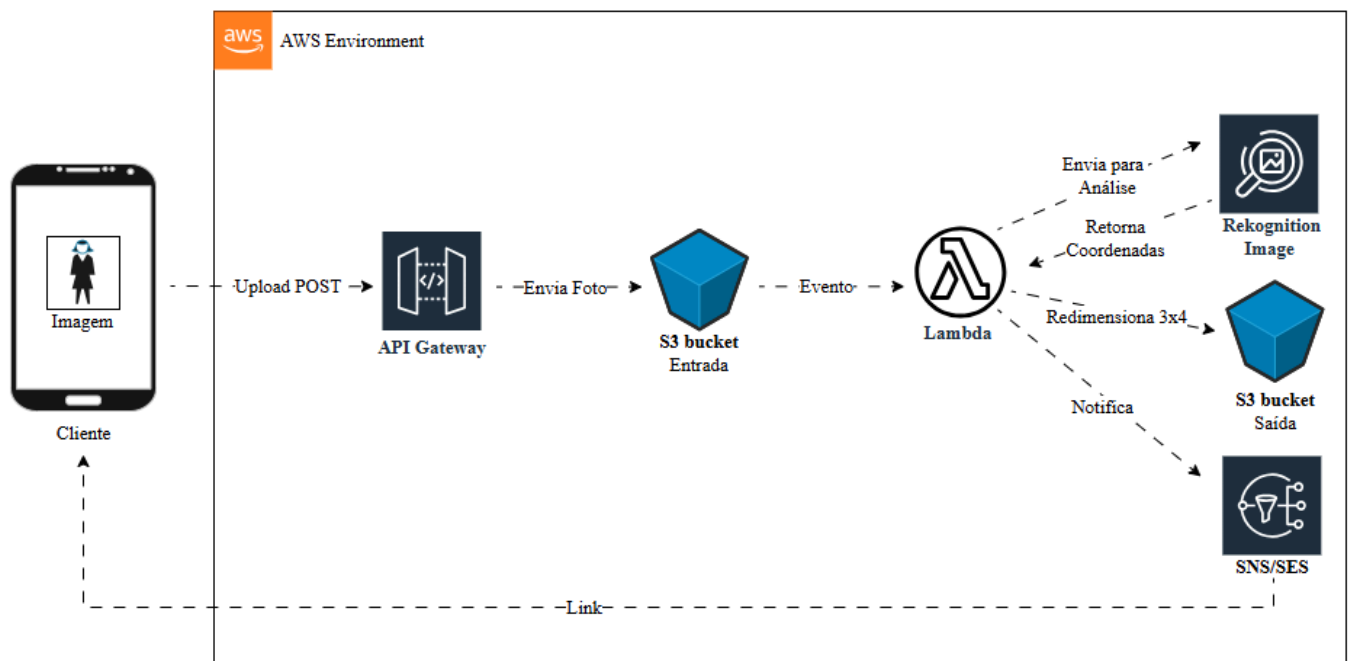 aws
AWS Environment
Imagem
Cliente
Upload POST
API Gateway
Envia Foto
S3 bucket
Entrada
Evento
Lambda
Envia para
Análise
Retorna
Coordenadas
Rekognition
Image
Redimensiona 3x4
S3 bucket
Saída
Notifica
SNS/SES
Link